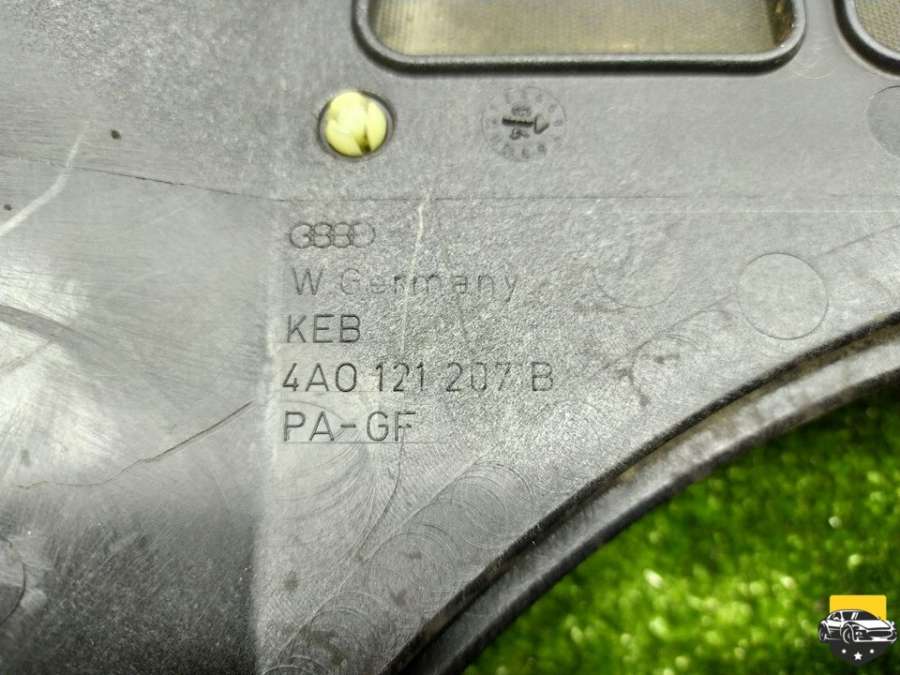 W.Germany
KEB
4A0 121 207 B
PA-GF